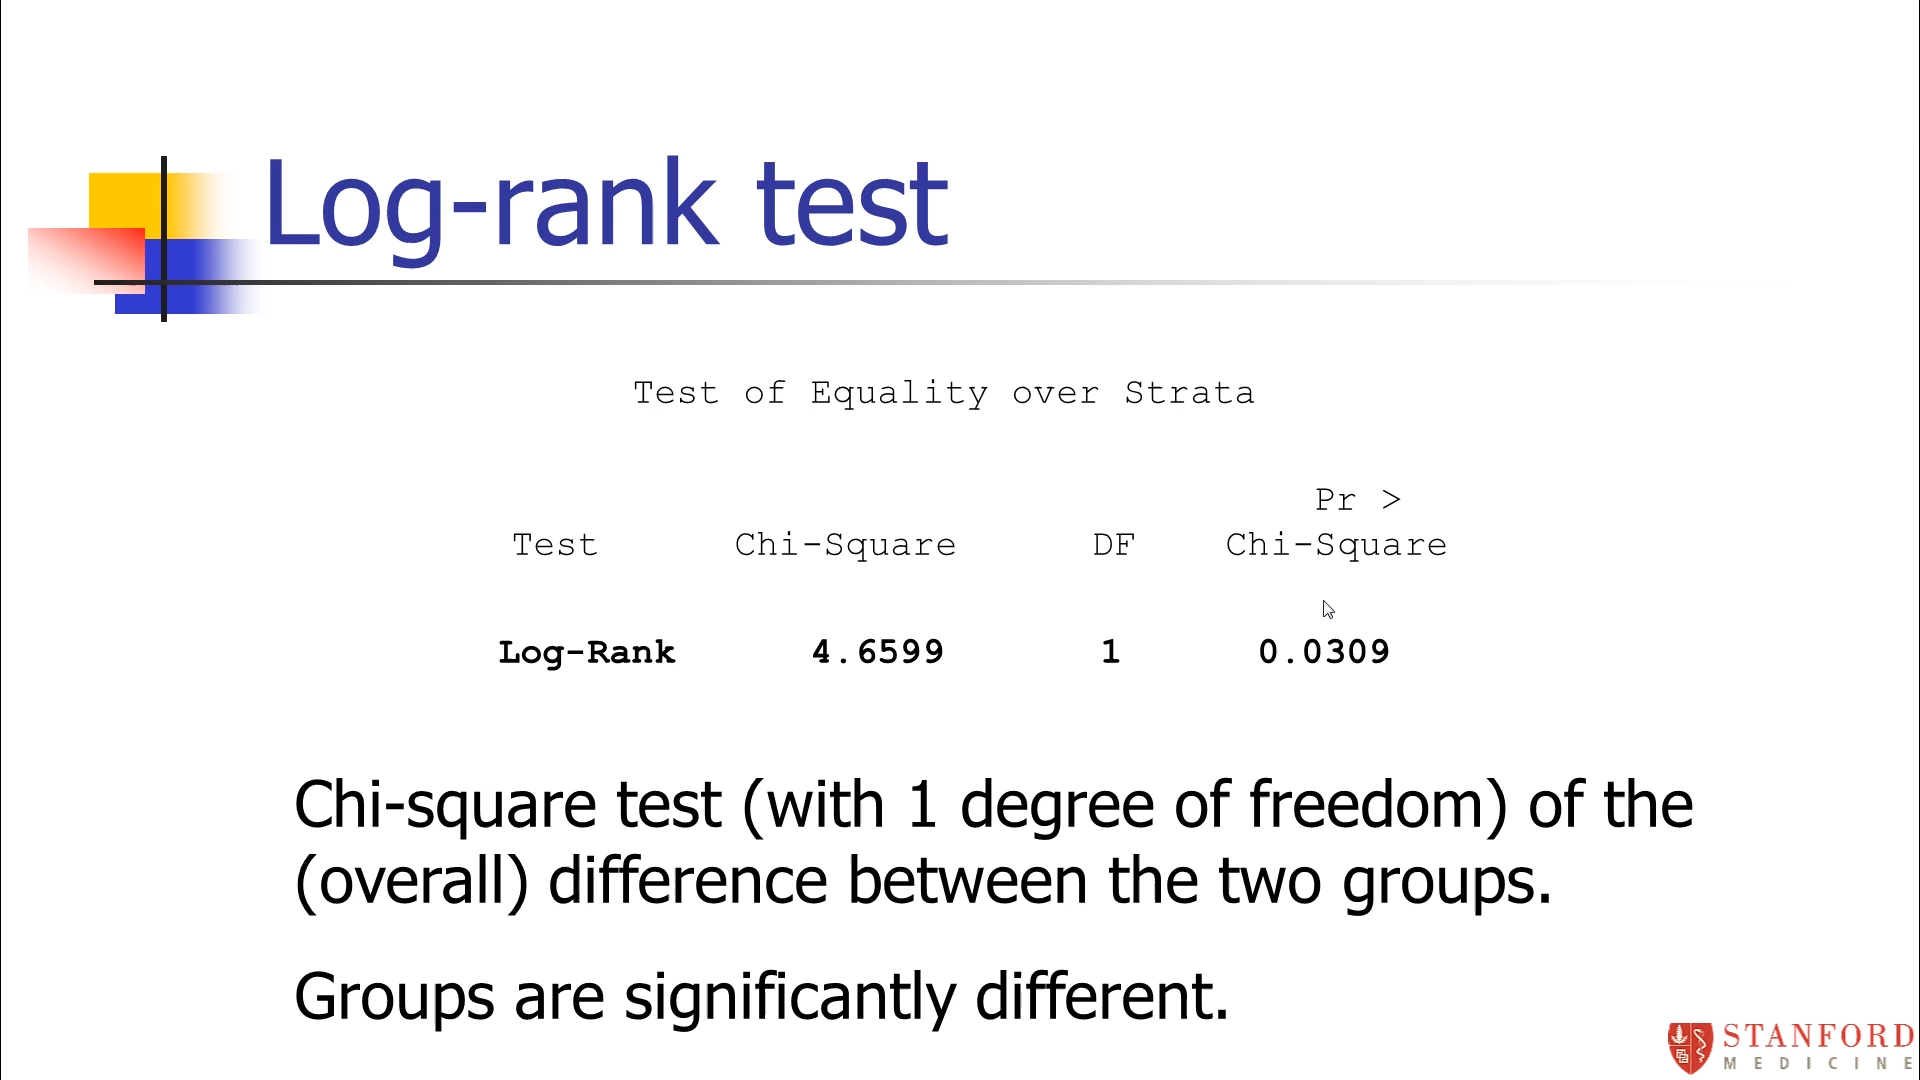 Log-rank test
Test of Equality over Strata
Pr >
Test Chi-Square DF Chi-Square
Log-Rank 4.6599 1 0.0309
Chi-square test (with 1 degree of freedom) of the
(overall) difference between the two groups.
Groups are significantly different.
STANFORD
MEDICINE